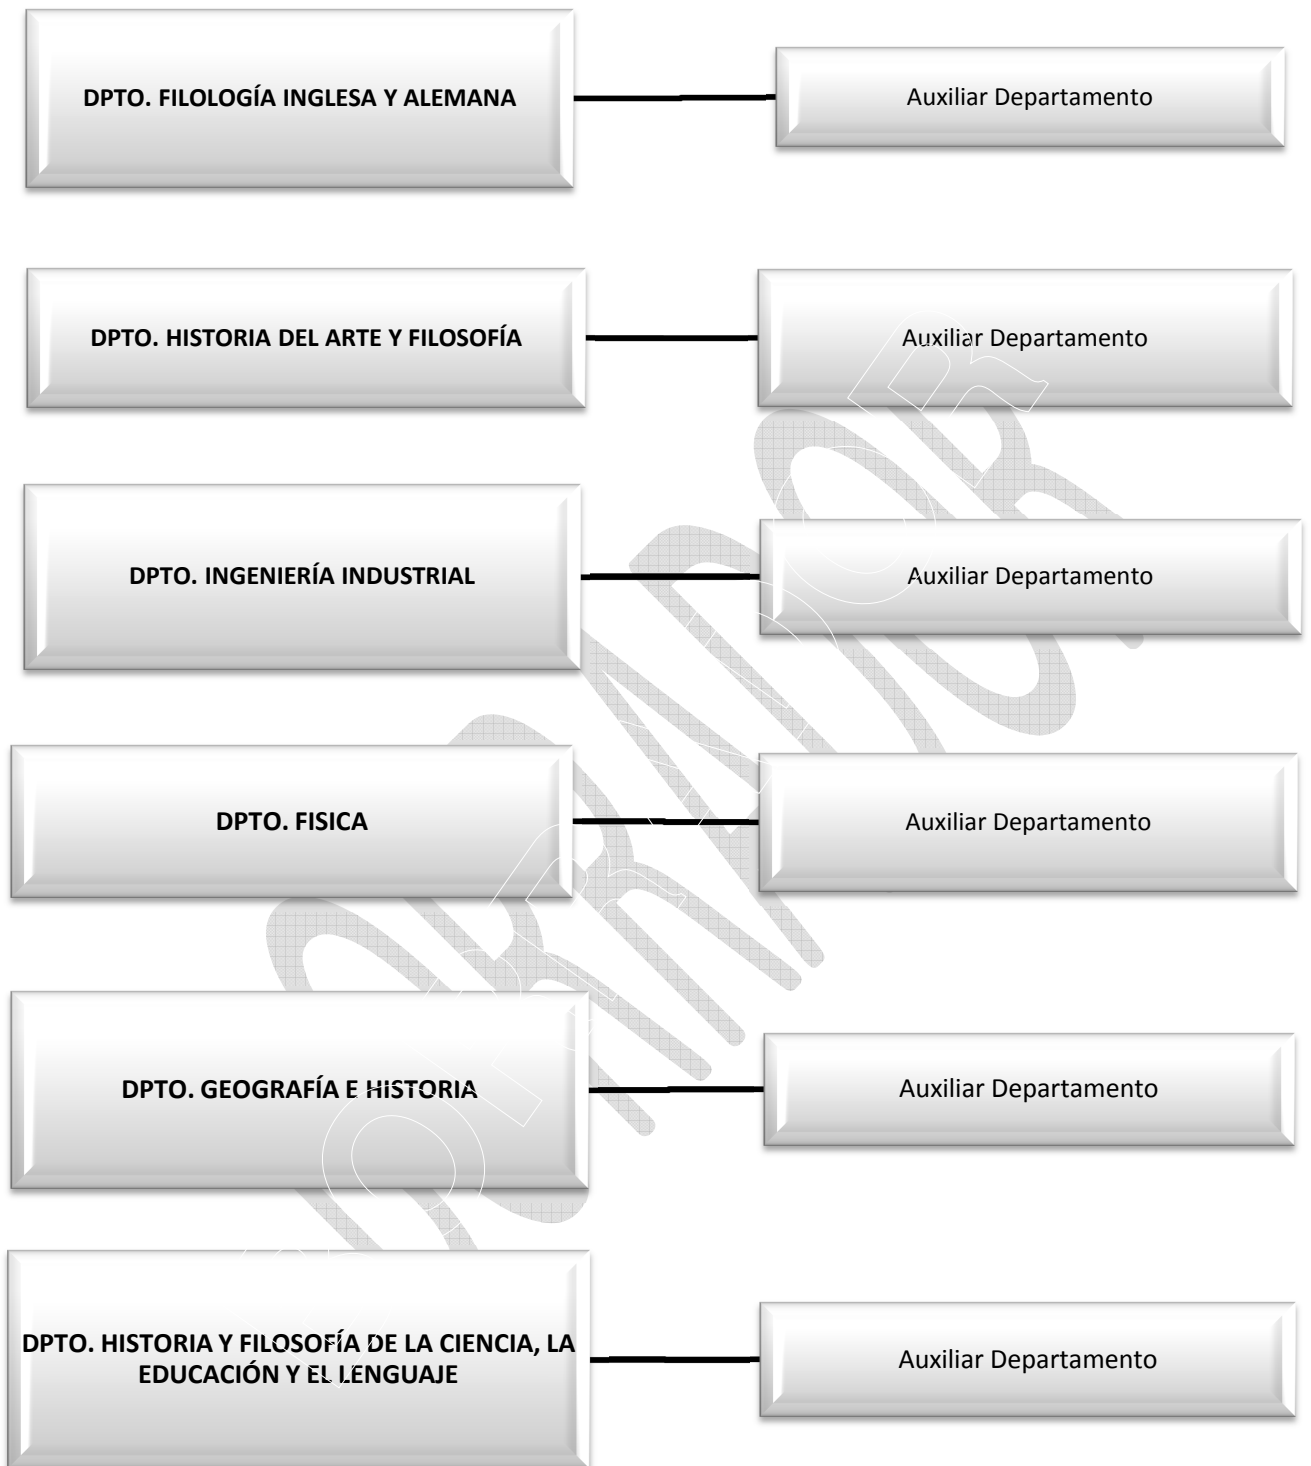 DPTO. FILOLOGÍA INGLESA Y ALEMANA
Auxiliar Departamento
DPTO. HISTORIA DEL ARTE Y FILOSOFÍA
Auxiliar Departamento
DPTO. INGENIERÍA INDUSTRIAL
Auxiliar Departamento
DPTO. FISICA
Auxiliar Departamento
DPTO. GEOGRAFÍA E HISTORIA
Auxiliar Departamento
DPTO. HISTORIA Y FILOSOFÍA DE LA CIENCIA, LA
EDUCACIÓN Y EL LENGUAJE
Auxiliar Departamento
BORRADOR